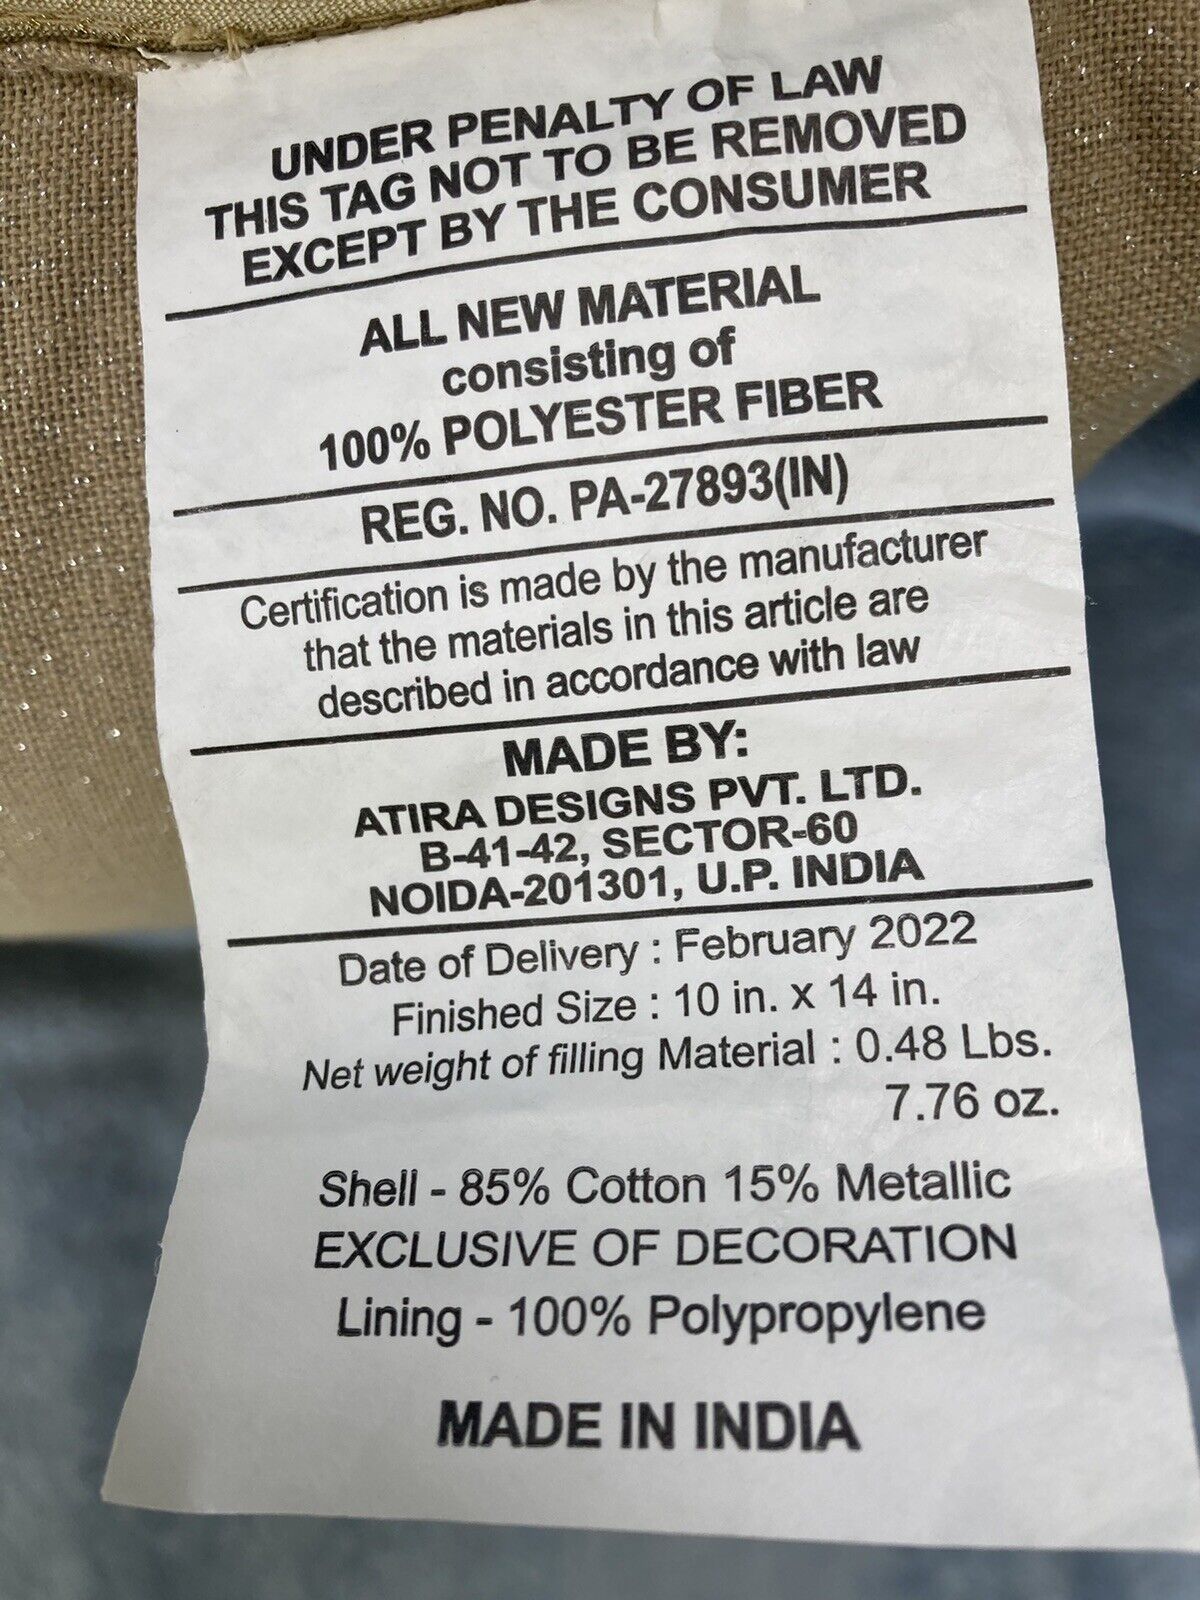 UNDER PENALTY OF LAW
THIS TAG NOT TO BE REMOVED
EXCEPT BY THE CONSUMER
ALL NEW MATERIAL
consisting of
100% POLYESTER FIBER
REG. NO. PA-27893(IN)
Certification is made by the manufacturer
that the materials in this article are
described in accordance with law
MADE BY:
ATIRA DESIGNS PVT. LTD.
B-41-42, SECTOR-60
NOIDA-201301, U.P. INDIA
Date of Delivery : February 2022
Finished Size : 10 in. x 14 in.
Net weight of filling Material : 0.48 Lbs.
7.76 oz.
Shell - 85% Cotton 15% Metallic
EXCLUSIVE OF DECORATION
Lining - 100% Polypropylene
MADE IN INDIA